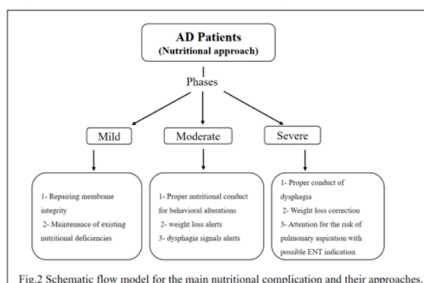 AD Patients
(Nutritional approach)
Phases
Mild
Moderate
Severe
1- Repairing membrane
integrity
2- Maintenance of existing
nutritional deficiencies
1- Proper nutritional conduct
for behavioral alterations
2- weight loss alerts
3- dysphagia signals alerts
1- Proper conduct of
dysphagia
2- Weight loss correction
3- Attention for the risk of
pulmonary aspiration with
possible ENT indication
Fig.2 Schematic flow model for the main nutritional complication and their approaches.